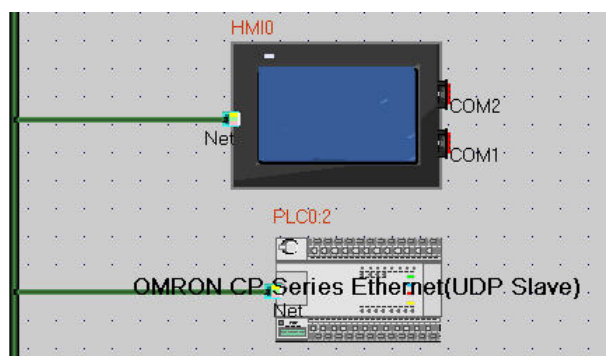 HMI0
COM2
Net
COM1
PLC0:2
OMRON CP Series Ethernet(UDP Slave)
Net